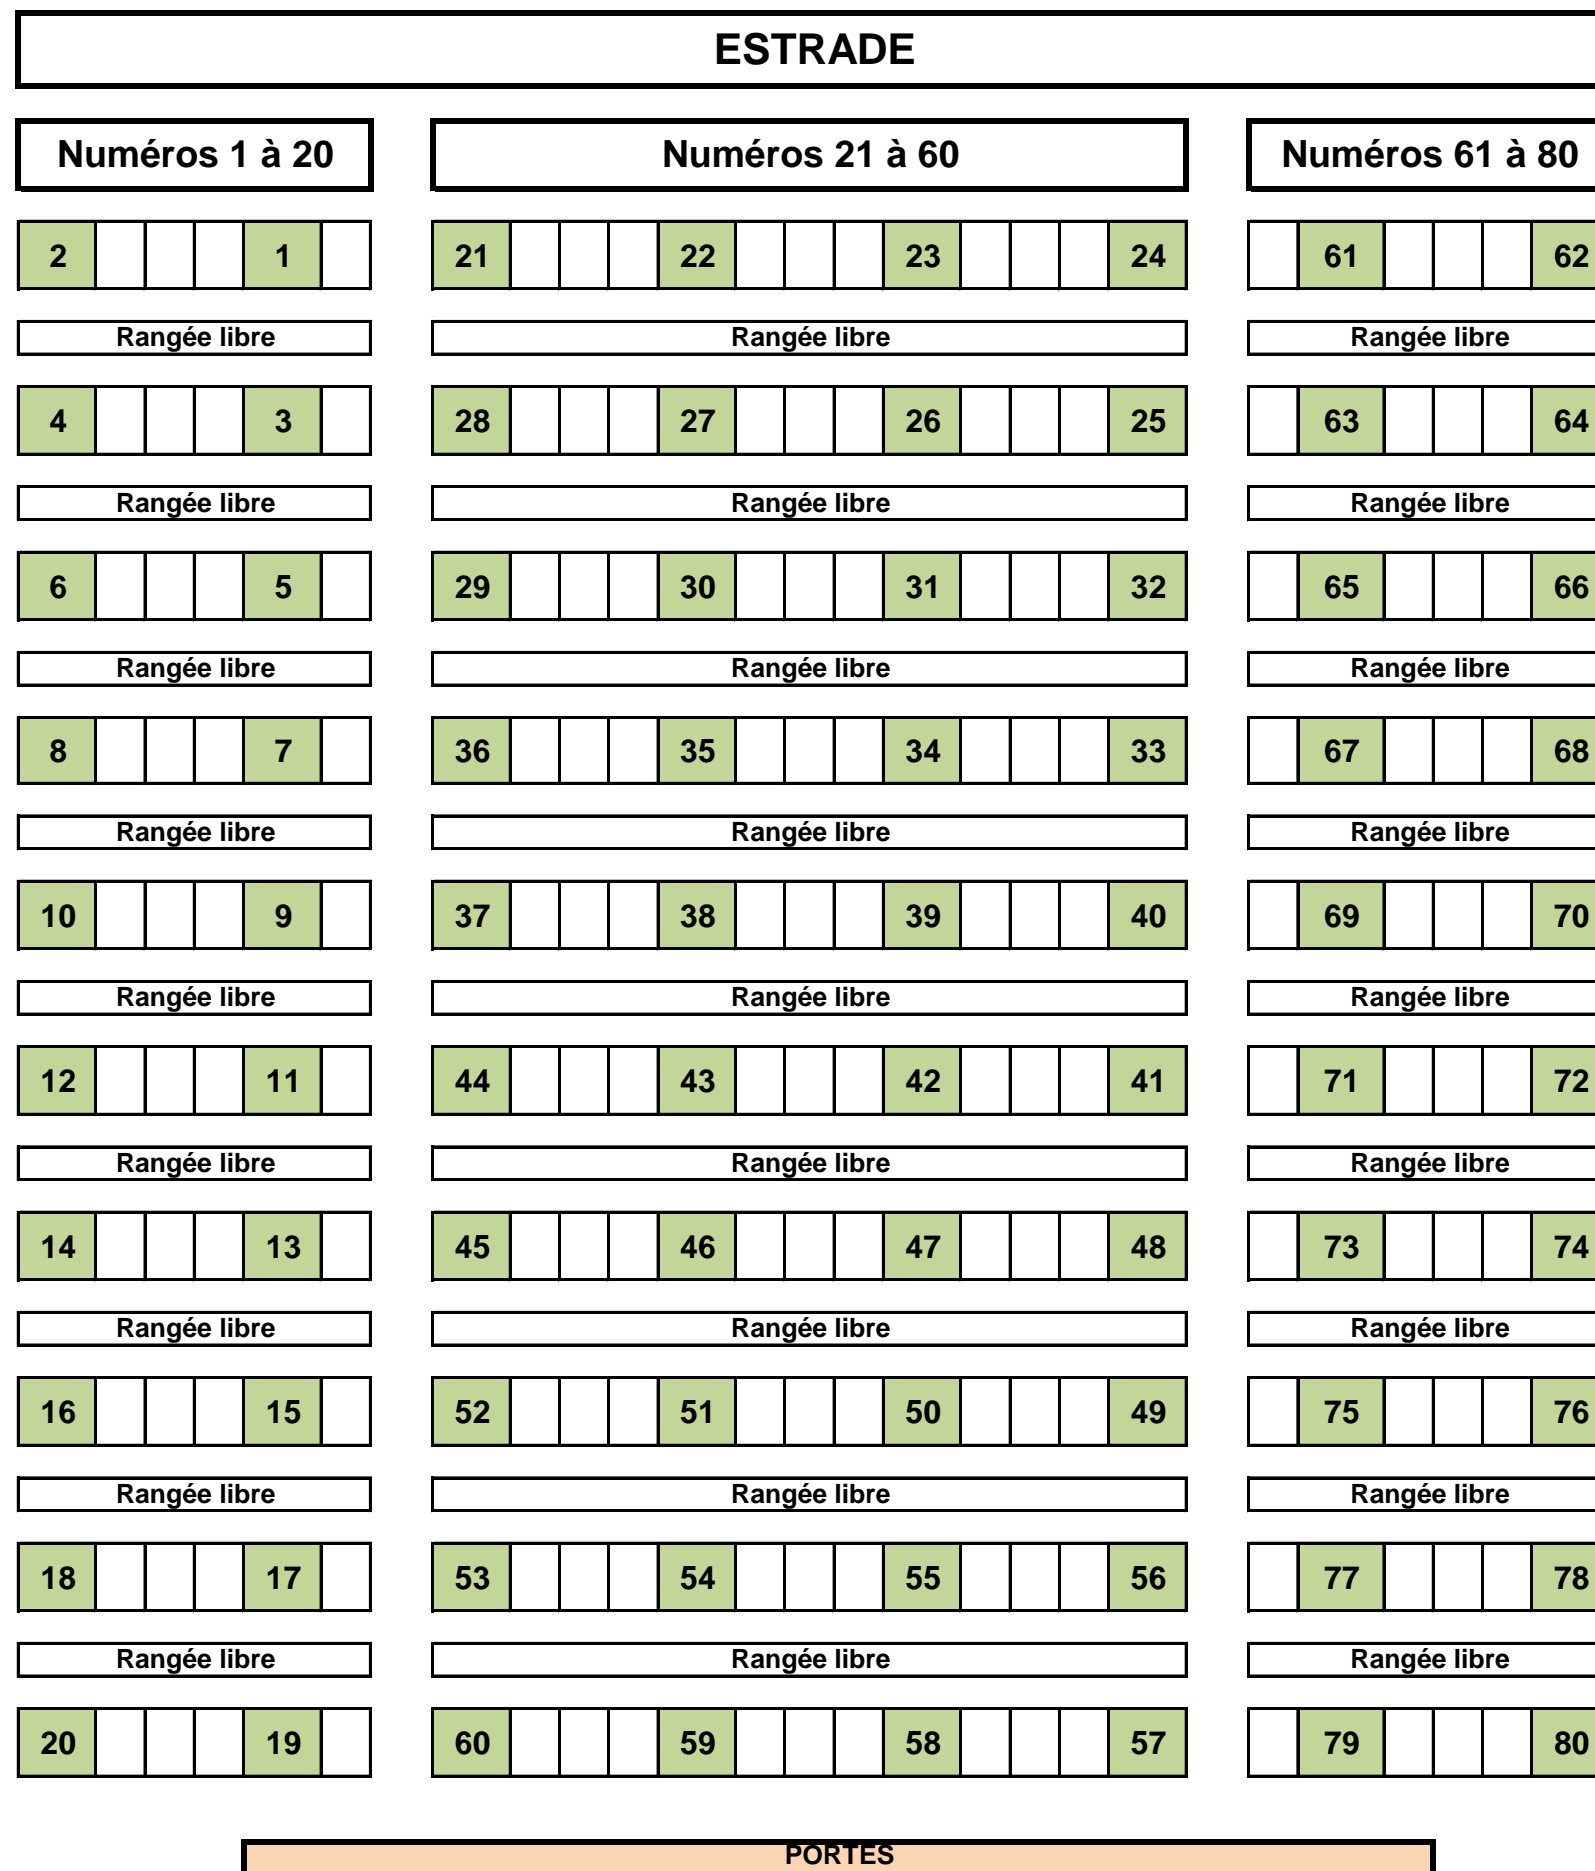 ESTRADE
Numéros 1 à 20 Numéros 21 à 60 Numéros 61 à 80
2 1 21 22 23 24 61 62
Rangée libre Rangée libre Rangée libre
4 3 28 27 26 25 63 64
Rangée libre Rangée libre Rangée libre
6 5 29 30 31 32 65 66
Rangée libre Rangée libre Rangée libre
8 7 36 35 34 33 67 68
Rangée libre Rangée libre Rangée libre
10 9 37 38 39 40 69 70
Rangée libre Rangée libre Rangée libre
12 11 44 43 42 41 71 72
Rangée libre Rangée libre Rangée libre
14 13 45 46 47 48 73 74
Rangée libre Rangée libre Rangée libre
16 15 52 51 50 49 75 76
Rangée libre Rangée libre Rangée libre
18 17 53 54 55 56 77 78
Rangée libre Rangée libre Rangée libre
20 19 60 59 58 57 79 80
PORTES